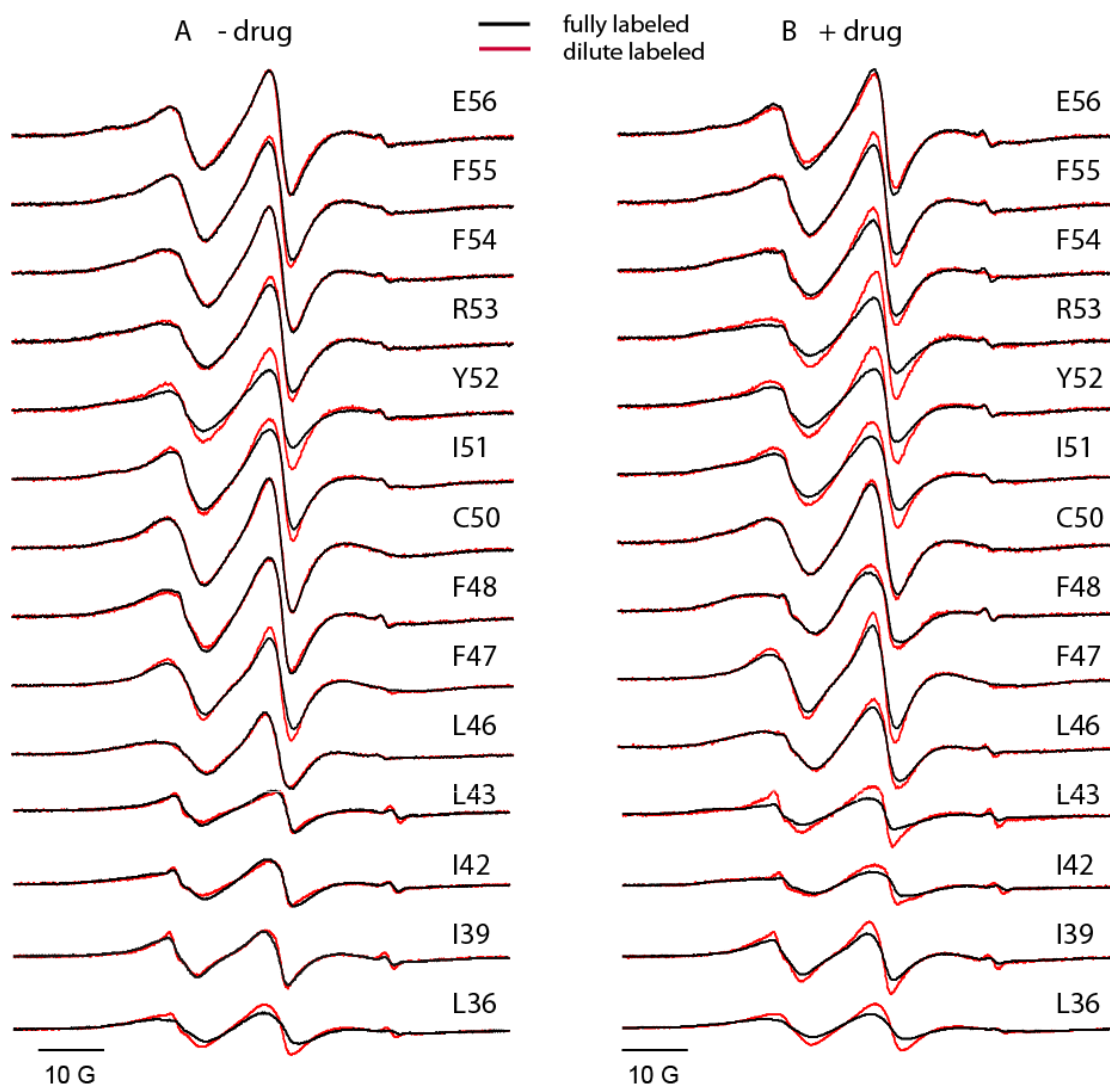 A - drug
fully labeled
dilute labeled
B + drug
E56
E56
F55
F55
F54
F54
R53
R53
Y52
Y52
I51
I51
C50
C50
F48
F48
F47
F47
L46
L46
L43
L43
I42
I42
I39
I39
L36
L36
10 G
10 G